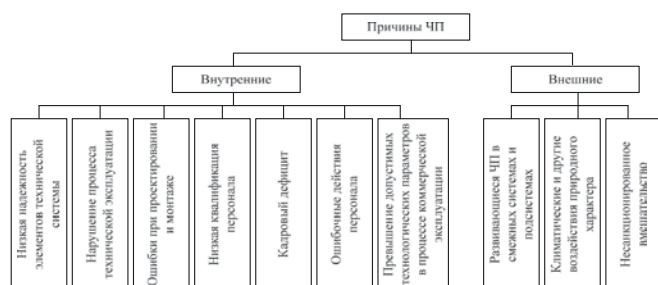 Причины ЧП
Внутренние
Внешние
Низкая надежность
элементов технической
системы
Нарушение процесса
технической эксплуатации
Ошибки при проектировании
и монтаже
Низкая квалификация
персонала
Кадровый дефицит
Ошибочные действия
персонала
Превышение допустимых
технологических параметров
в процессе коммерческой
эксплуатации
Развивающиеся ЧП в
смежных системах и
подсистемах
Климатические и другие
воздействия природного
характера
Несанкционированное
вмешательство